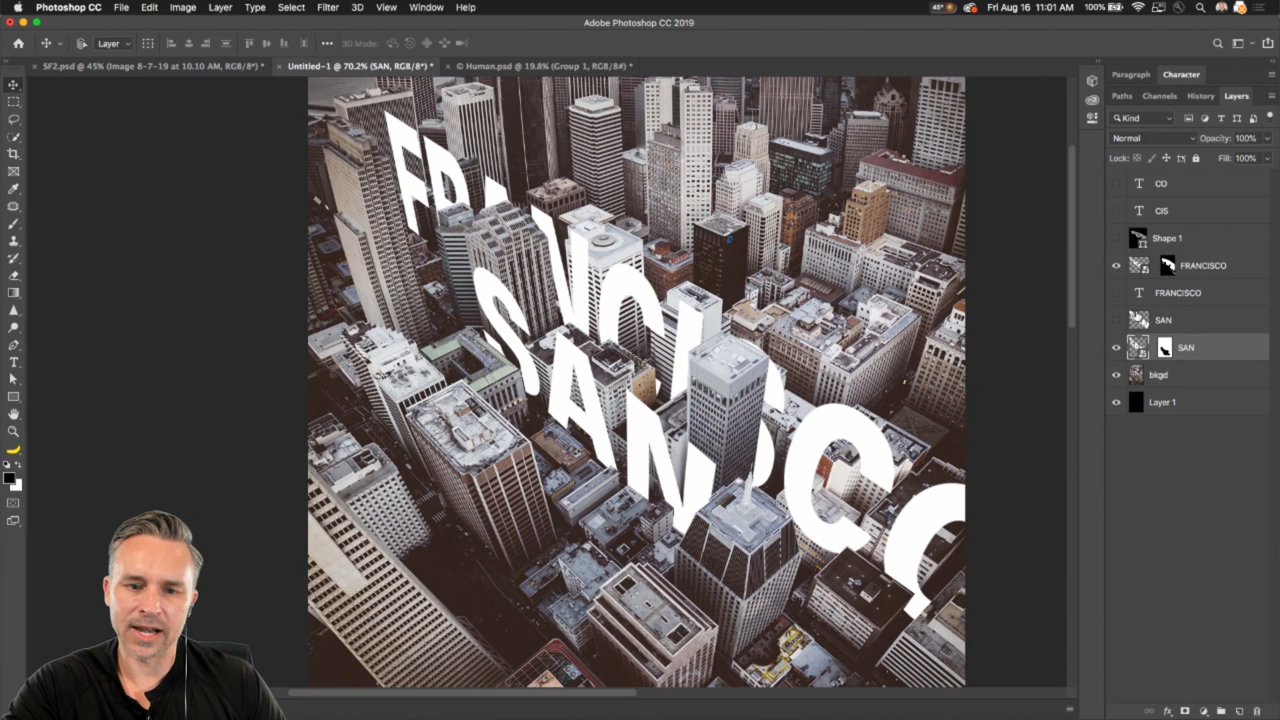 Photoshop CC File Edit Image Layer Type Select Filter 3D View Window Help 45° Fri Aug 16 11:01 AM 100%
Adobe Photoshop CC 2019
Layer 3D Mode:
× SF2.psd @ 45% (Image 8-7-19 at 10.10 AM, RGB/8*) * × Untitled-1 @ 70.2% (SAN, RGB/8*) * × © Human.psd @ 19.8% (Group 1, RGB/8#) *
Paragraph Character
Paths Channels History Layers
Kind
Normal Opacity: 100%
Lock: Fill: 100%
T CO
T CIS
Shape 1
FRANCISCO
T FRANCISCO
SAN
SAN
bkgd
Layer 1
FRANCISCO
SAN